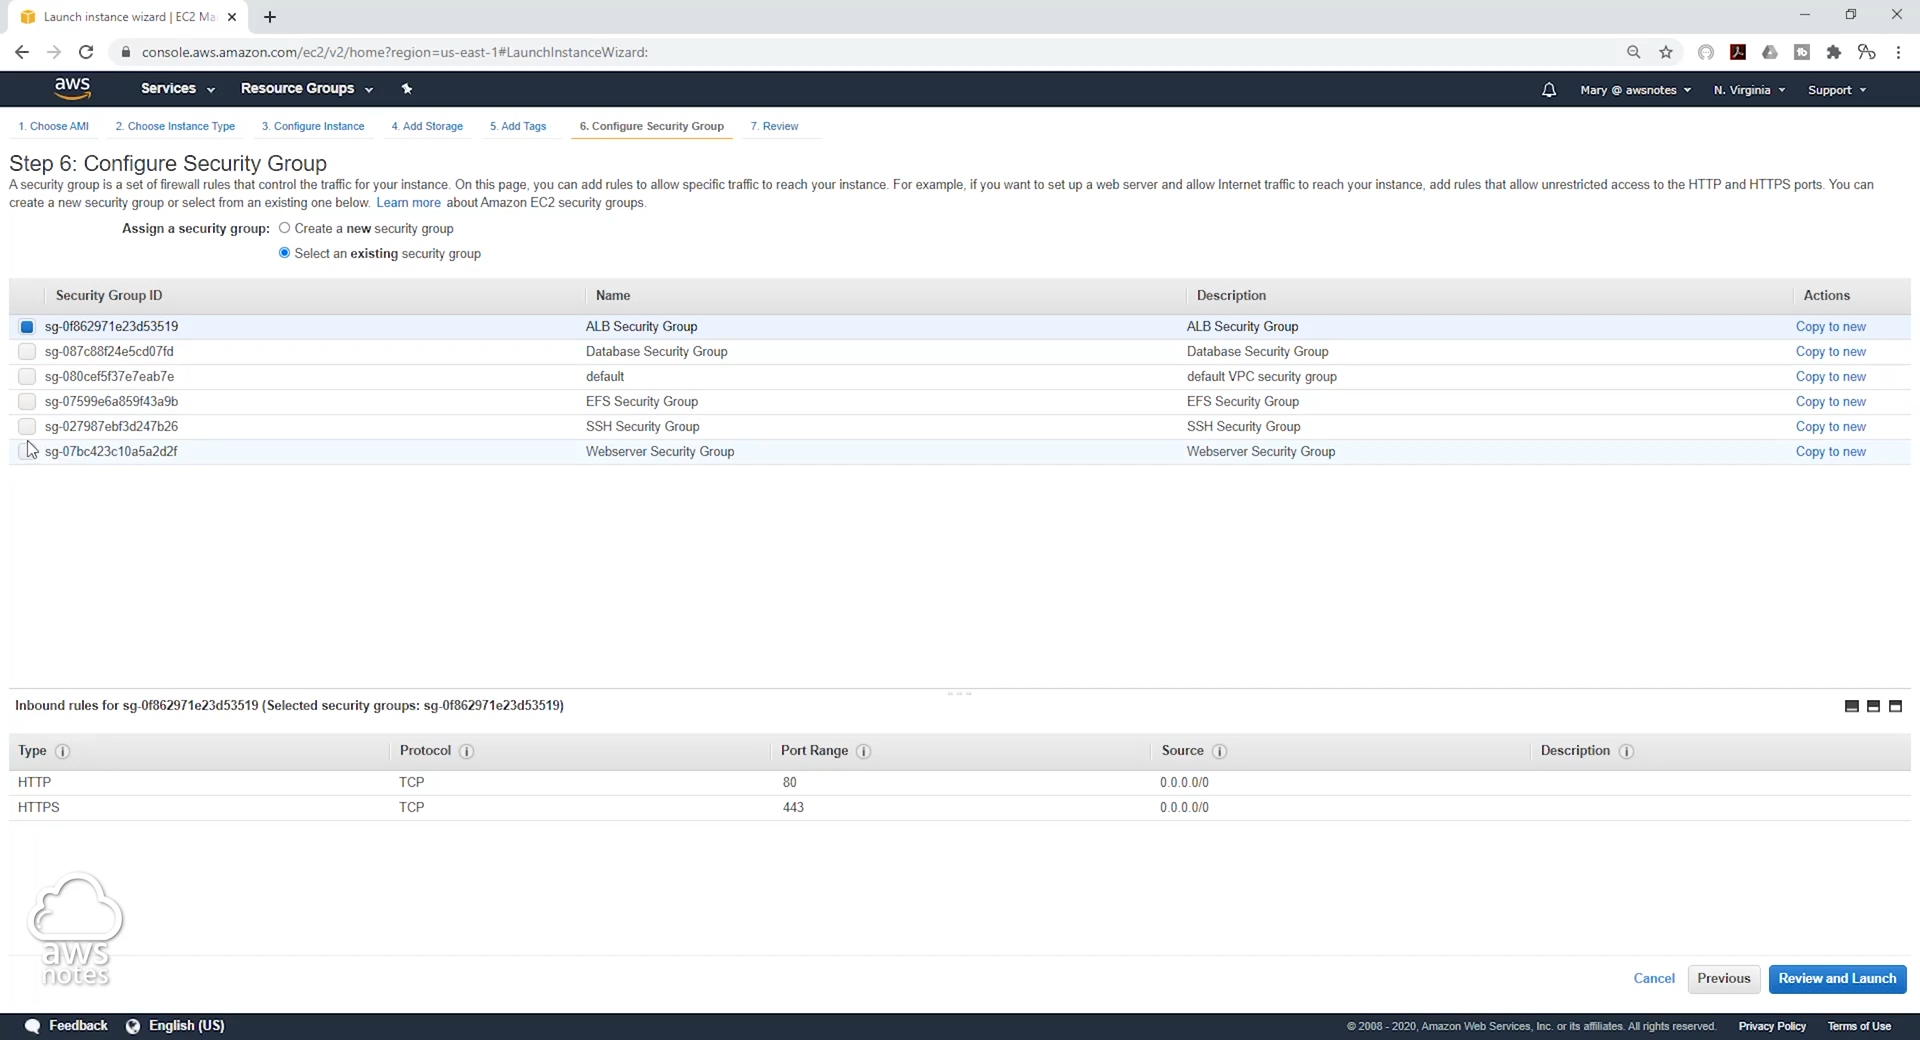 Launch instance wizard | EC2 Ma
console.aws.amazon.com/ec2/v2/home?region=us-east-1#LaunchInstanceWizard:
aws Services Resource Groups Mary @ awsnotes N. Virginia Support
1. Choose AMI 2. Choose Instance Type 3. Configure Instance 4. Add Storage 5. Add Tags 6. Configure Security Group 7. Review
Step 6: Configure Security Group
A security group is a set of firewall rules that control the traffic for your instance. On this page, you can add rules to allow specific traffic to reach your instance. For example, if you want to set up a web server and allow Internet traffic to reach your instance, add rules that allow unrestricted access to the HTTP and HTTPS ports. You can
create a new security group or select from an existing one below. Learn more about Amazon EC2 security groups.
Assign a security group: Create a new security group
Select an existing security group
Security Group ID Name Description Actions
sg-0f862971e23d53519 ALB Security Group ALB Security Group Copy to new
sg-087c88f24e5cd07fd Database Security Group Database Security Group Copy to new
sg-080cef5f37e7eab7e default default VPC security group Copy to new
sg-07599e6a859f43a9b EFS Security Group EFS Security Group Copy to new
sg-027987ebf3d247b26 SSH Security Group SSH Security Group Copy to new
sg-07bc423c10a5a2d2f Webserver Security Group Webserver Security Group Copy to new
Inbound rules for sg-0f862971e23d53519 (Selected security groups: sg-0f862971e23d53519)
Type Protocol Port Range Source Description
HTTP TCP 80 0.0.0.0/0
HTTPS TCP 443 0.0.0.0/0
aws
notes
Cancel Previous Review and Launch
Feedback English (US) © 2008 - 2020, Amazon Web Services, Inc. or its affiliates. All rights reserved. Privacy Policy Terms of Use